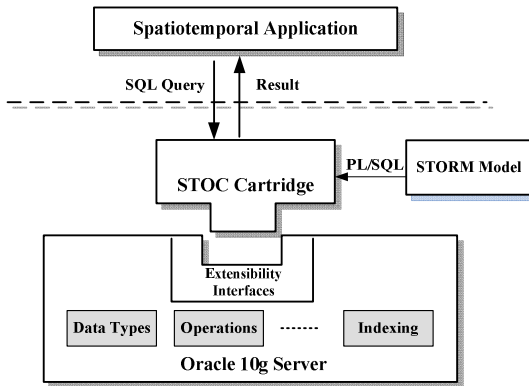 Spatiotemporal Application
SQL Query
Result
PL/SQL
STORM Model
STOC Cartridge
Extensibility
Interfaces
Data Types
Operations
Indexing
Oracle 10g Server